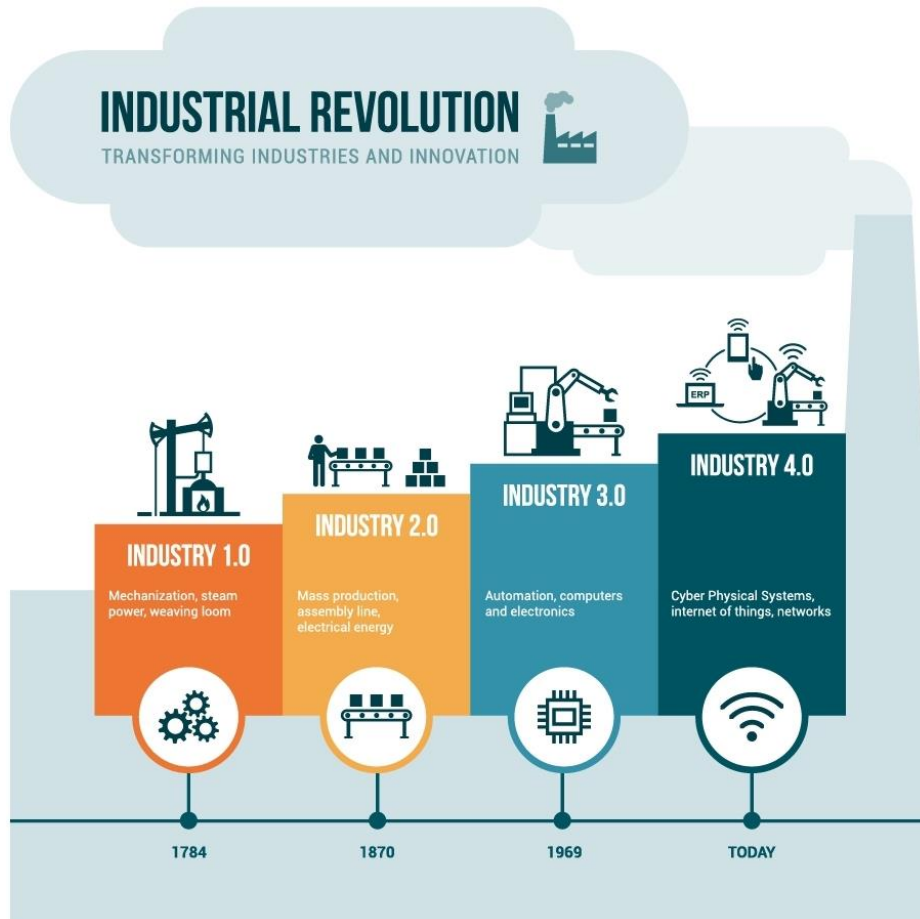 INDUSTRIAL REVOLUTION
TRANSFORMING INDUSTRIES AND INNOVATION
ERP
INDUSTRY 1.0
Mechanization, steam
power, weaving loom
INDUSTRY 2.0
Mass production,
assembly line,
electrical energy
INDUSTRY 3.0
Automation, computers
and electronics
INDUSTRY 4.0
Cyber Physical Systems,
internet of things, networks
1784
1870
1969
TODAY